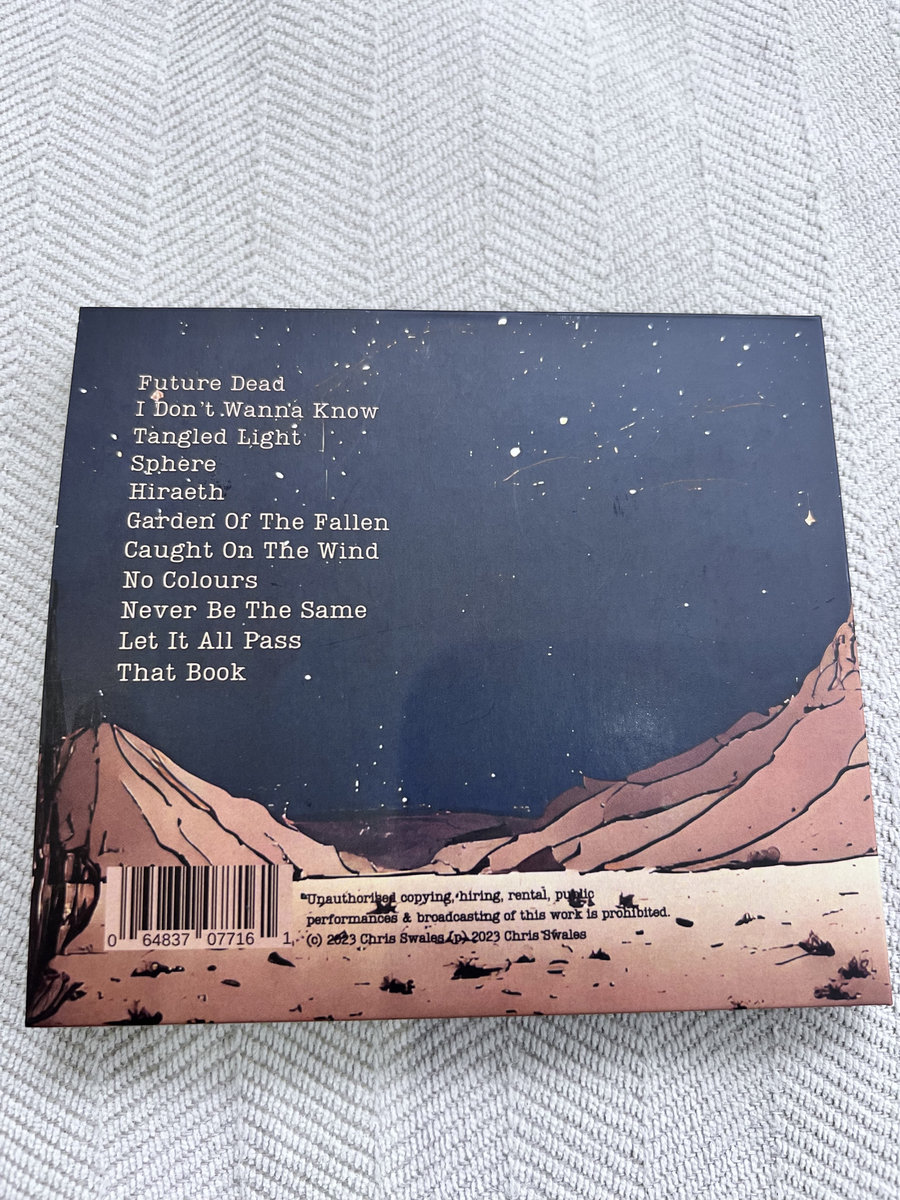 Future Dead
I Don't Wanna Know
Tangled Light
Sphere
Hiraeth
Garden Of The Fallen
Caught On The Wind
No Colours
Never Be The Same
Let It All Pass
That Book
"Unauthorised copying, hiring, rental, public
performances & broadcasting of this work is prohibited.
(c) 2023 Chris Swales (p) 2023 Chris Swales
0 64837 07716 1